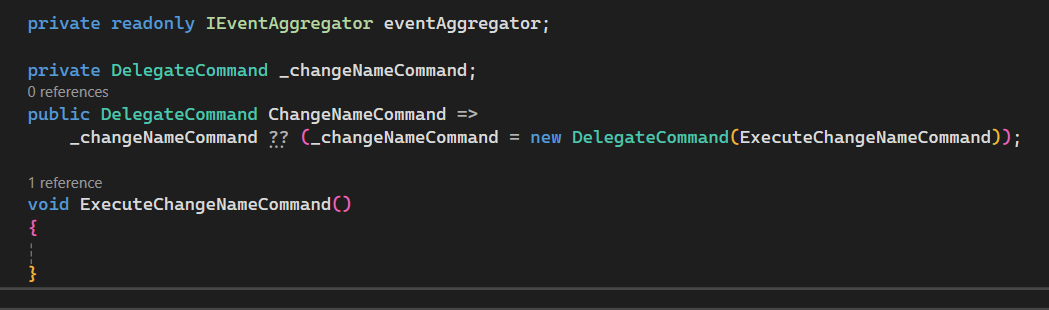 private readonly IEventAggregator eventAggregator;
private DelegateCommand _changeNameCommand;
0 references
public DelegateCommand ChangeNameCommand =>
_changeNameCommand ?? (_changeNameCommand = new DelegateCommand(ExecuteChangeNameCommand));
1 reference
void ExecuteChangeNameCommand()
{
}